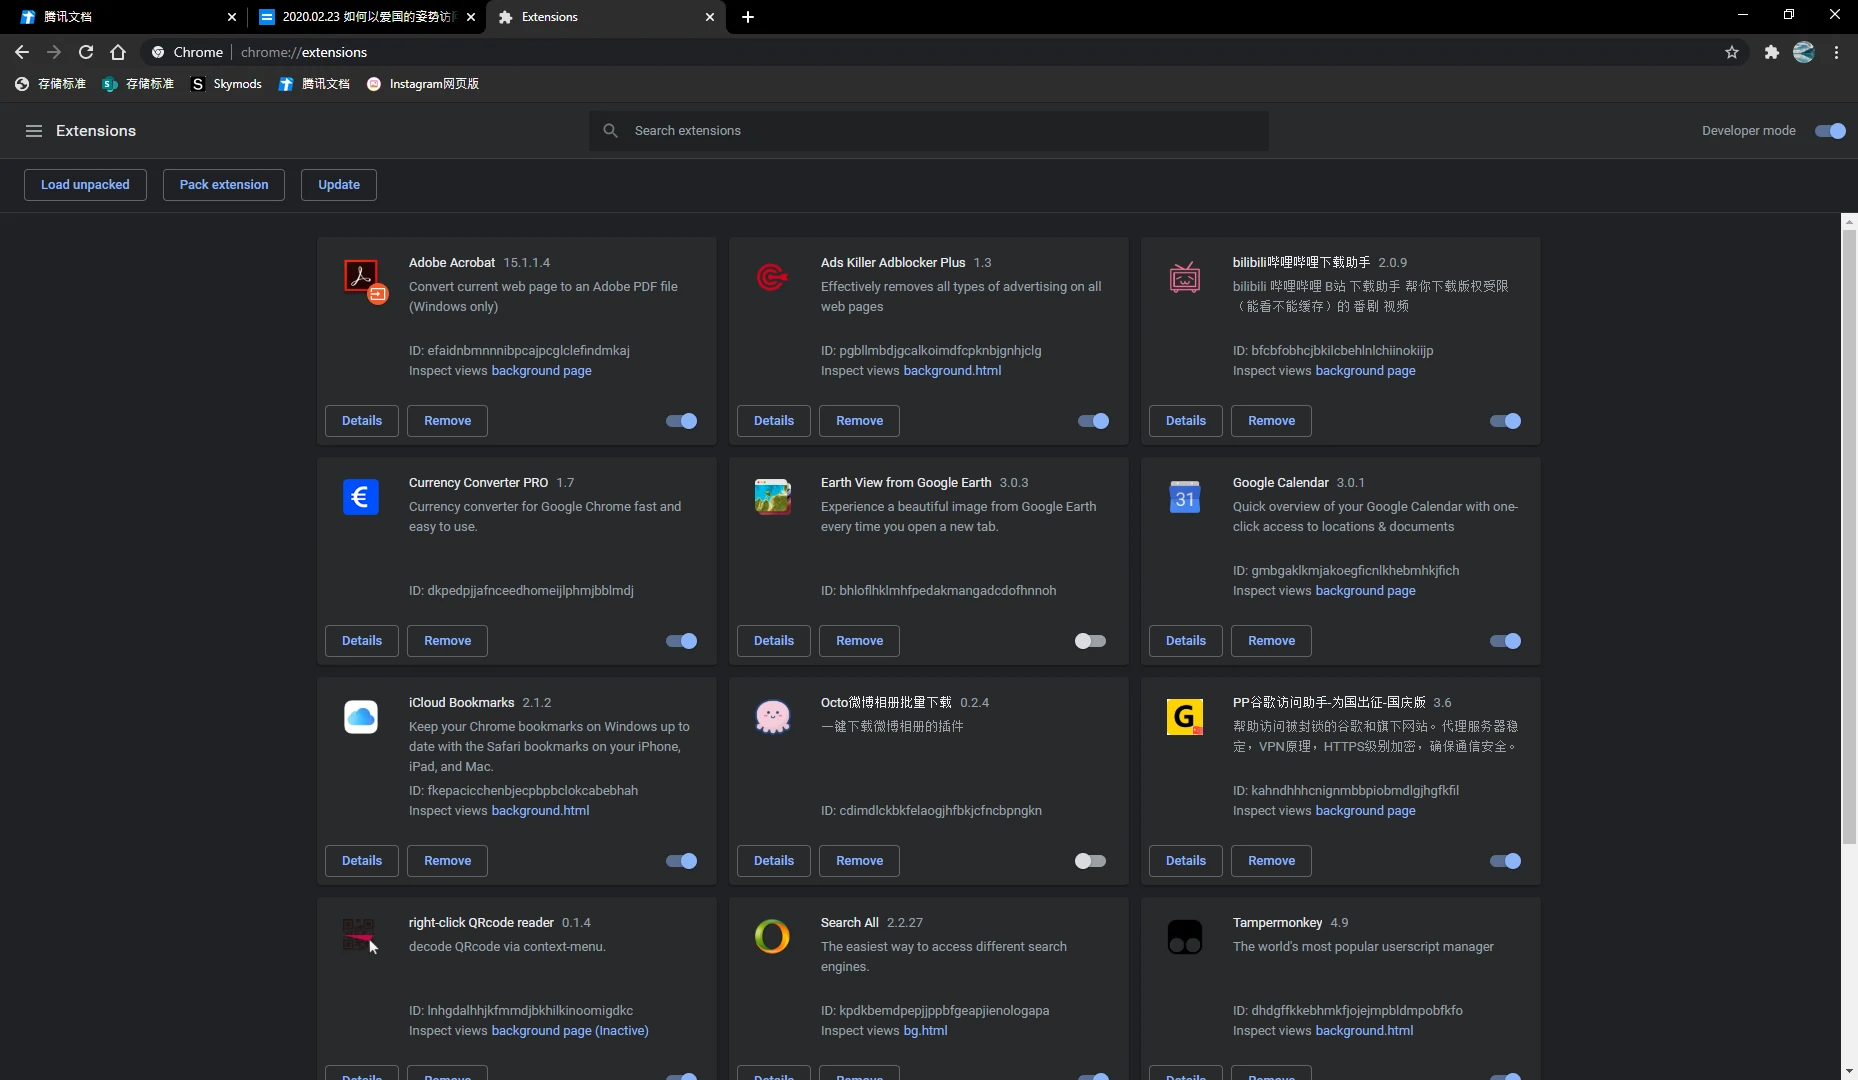 腾讯文档
2020.02.23 如何以爱国的姿势访
Extensions
Chrome chrome://extensions
存储标准
存储标准
Skymods
腾讯文档
Instagram网页版
Extensions
Search extensions
Developer mode
Load unpacked
Pack extension
Update
Adobe Acrobat 15.1.1.4
Convert current web page to an Adobe PDF file
(Windows only)
ID: efaidnbmnnnibpcajpcglclefindmkaj
Inspect views background page
Details
Remove
Ads Killer Adblocker Plus 1.3
Effectively removes all types of advertising on all
web pages
ID: pgbllmbdjgcalkoimdfcpknbjgnhjclg
Inspect views background.html
Details
Remove
bilibili哔哩哔哩下载助手 2.0.9
bilibili 哔哩哔哩 B站 下载助手 帮你下载版权受限
（能看不能缓存）的 番剧 视频
ID: bfcbfobhcjbkilcbehlnlchiinokiijp
Inspect views background page
Details
Remove
Currency Converter PRO 1.7
Currency converter for Google Chrome fast and
easy to use.
ID: dkpedpjjafnceedhomeijlphmjbblmdj
Details
Remove
Earth View from Google Earth 3.0.3
Experience a beautiful image from Google Earth
every time you open a new tab.
ID: bhloflhklmhfpedakmangadcdofhnnoh
Details
Remove
31
Google Calendar 3.0.1
Quick overview of your Google Calendar with one-
click access to locations & documents
ID: gmbgaklkmjakoegficnlkhebmhkjfich
Inspect views background page
Details
Remove
iCloud Bookmarks 2.1.2
Keep your Chrome bookmarks on Windows up to
date with the Safari bookmarks on your iPhone,
iPad, and Mac.
ID: fkepacicchenbjecpbpbclokcabebhah
Inspect views background.html
Details
Remove
Octo微博相册批量下载 0.2.4
一键下载微博相册的插件
ID: cdimdlckbkfelaogjhfbkjcfncbpngkn
Details
Remove
G
PP谷歌访问助手-为国出征-国庆版 3.6
帮助访问被封锁的谷歌和旗下网站。代理服务器稳
定，VPN原理，HTTPS级别加密，确保通信安全。
ID: kahndhhhcnignmbbpiobmdlgjhgfkfil
Inspect views background page
Details
Remove
right-click QRcode reader 0.1.4
decode QRcode via context-menu.
ID: lnhgdalhhjkfmmdjbkhilkinoomigdkc
Inspect views background page (Inactive)
Details
Remove
Search All 2.2.27
The easiest way to access different search
engines.
ID: kpdkbemdpepjjppbfgeapjienologapa
Inspect views bg.html
Details
Remove
Tampermonkey 4.9
The world's most popular userscript manager
ID: dhdgffkkebhmkfjojejmpbldmpobfkfo
Inspect views background.html
Details
Remove